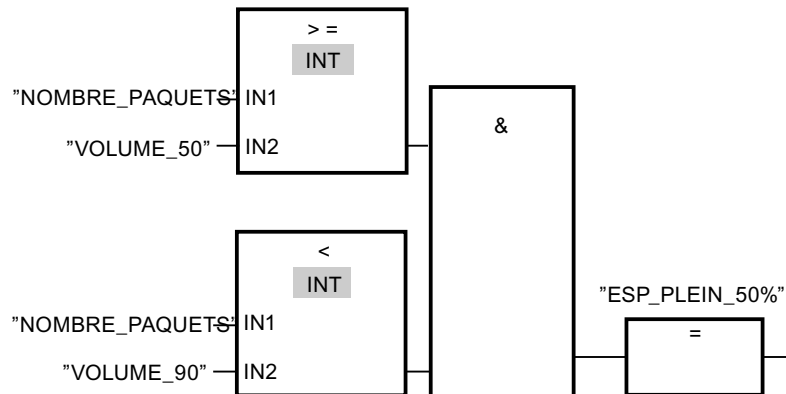 > =
INT
"NOMBRE_PAQUETS" IN1
"VOLUME_50" IN2
&
<
INT
"ESP_PLEIN_50%"
"NOMBRE_PAQUETS" IN1
=
"VOLUME_90" IN2